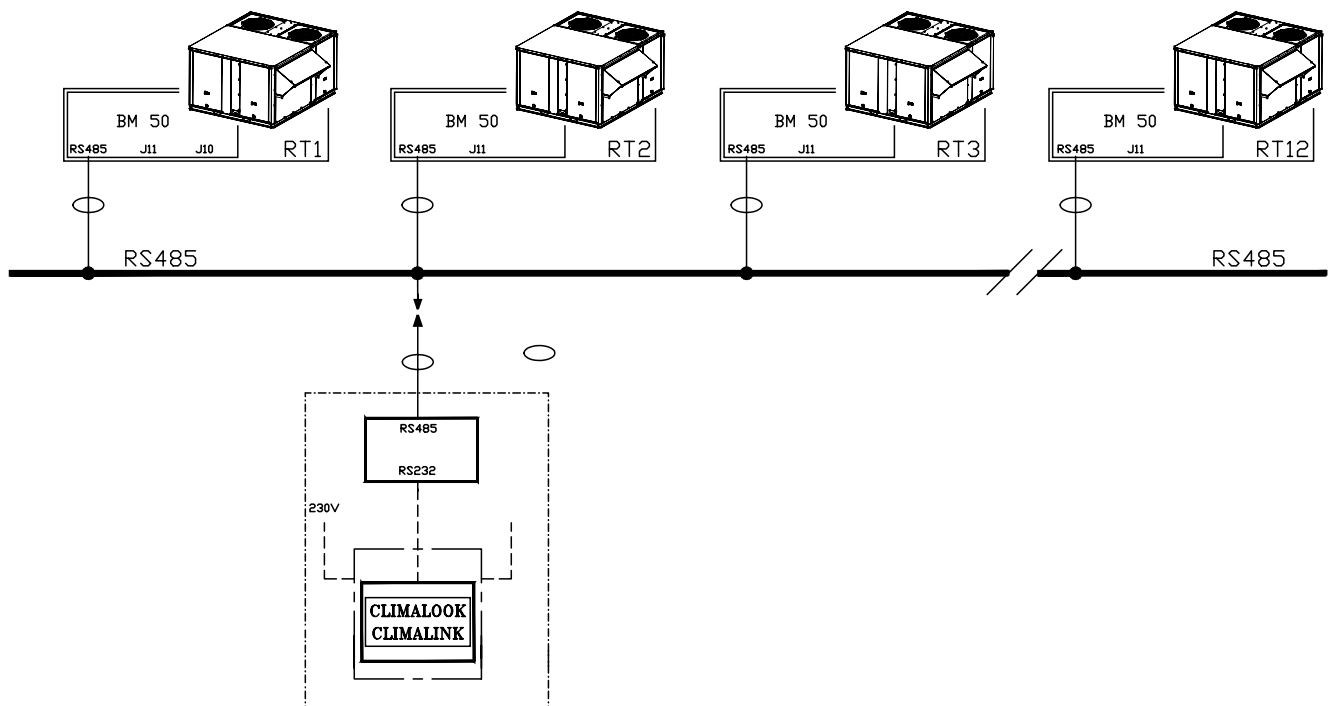 BM 50
RS485 J11 J10
RT1
BM 50
RS485 J11
RT2
BM 50
RS485 J11
RT3
BM 50
RS485 J11
RT12
RS485
RS485
RS485
RS232
230V
CLIMALOOK
CLIMALINK